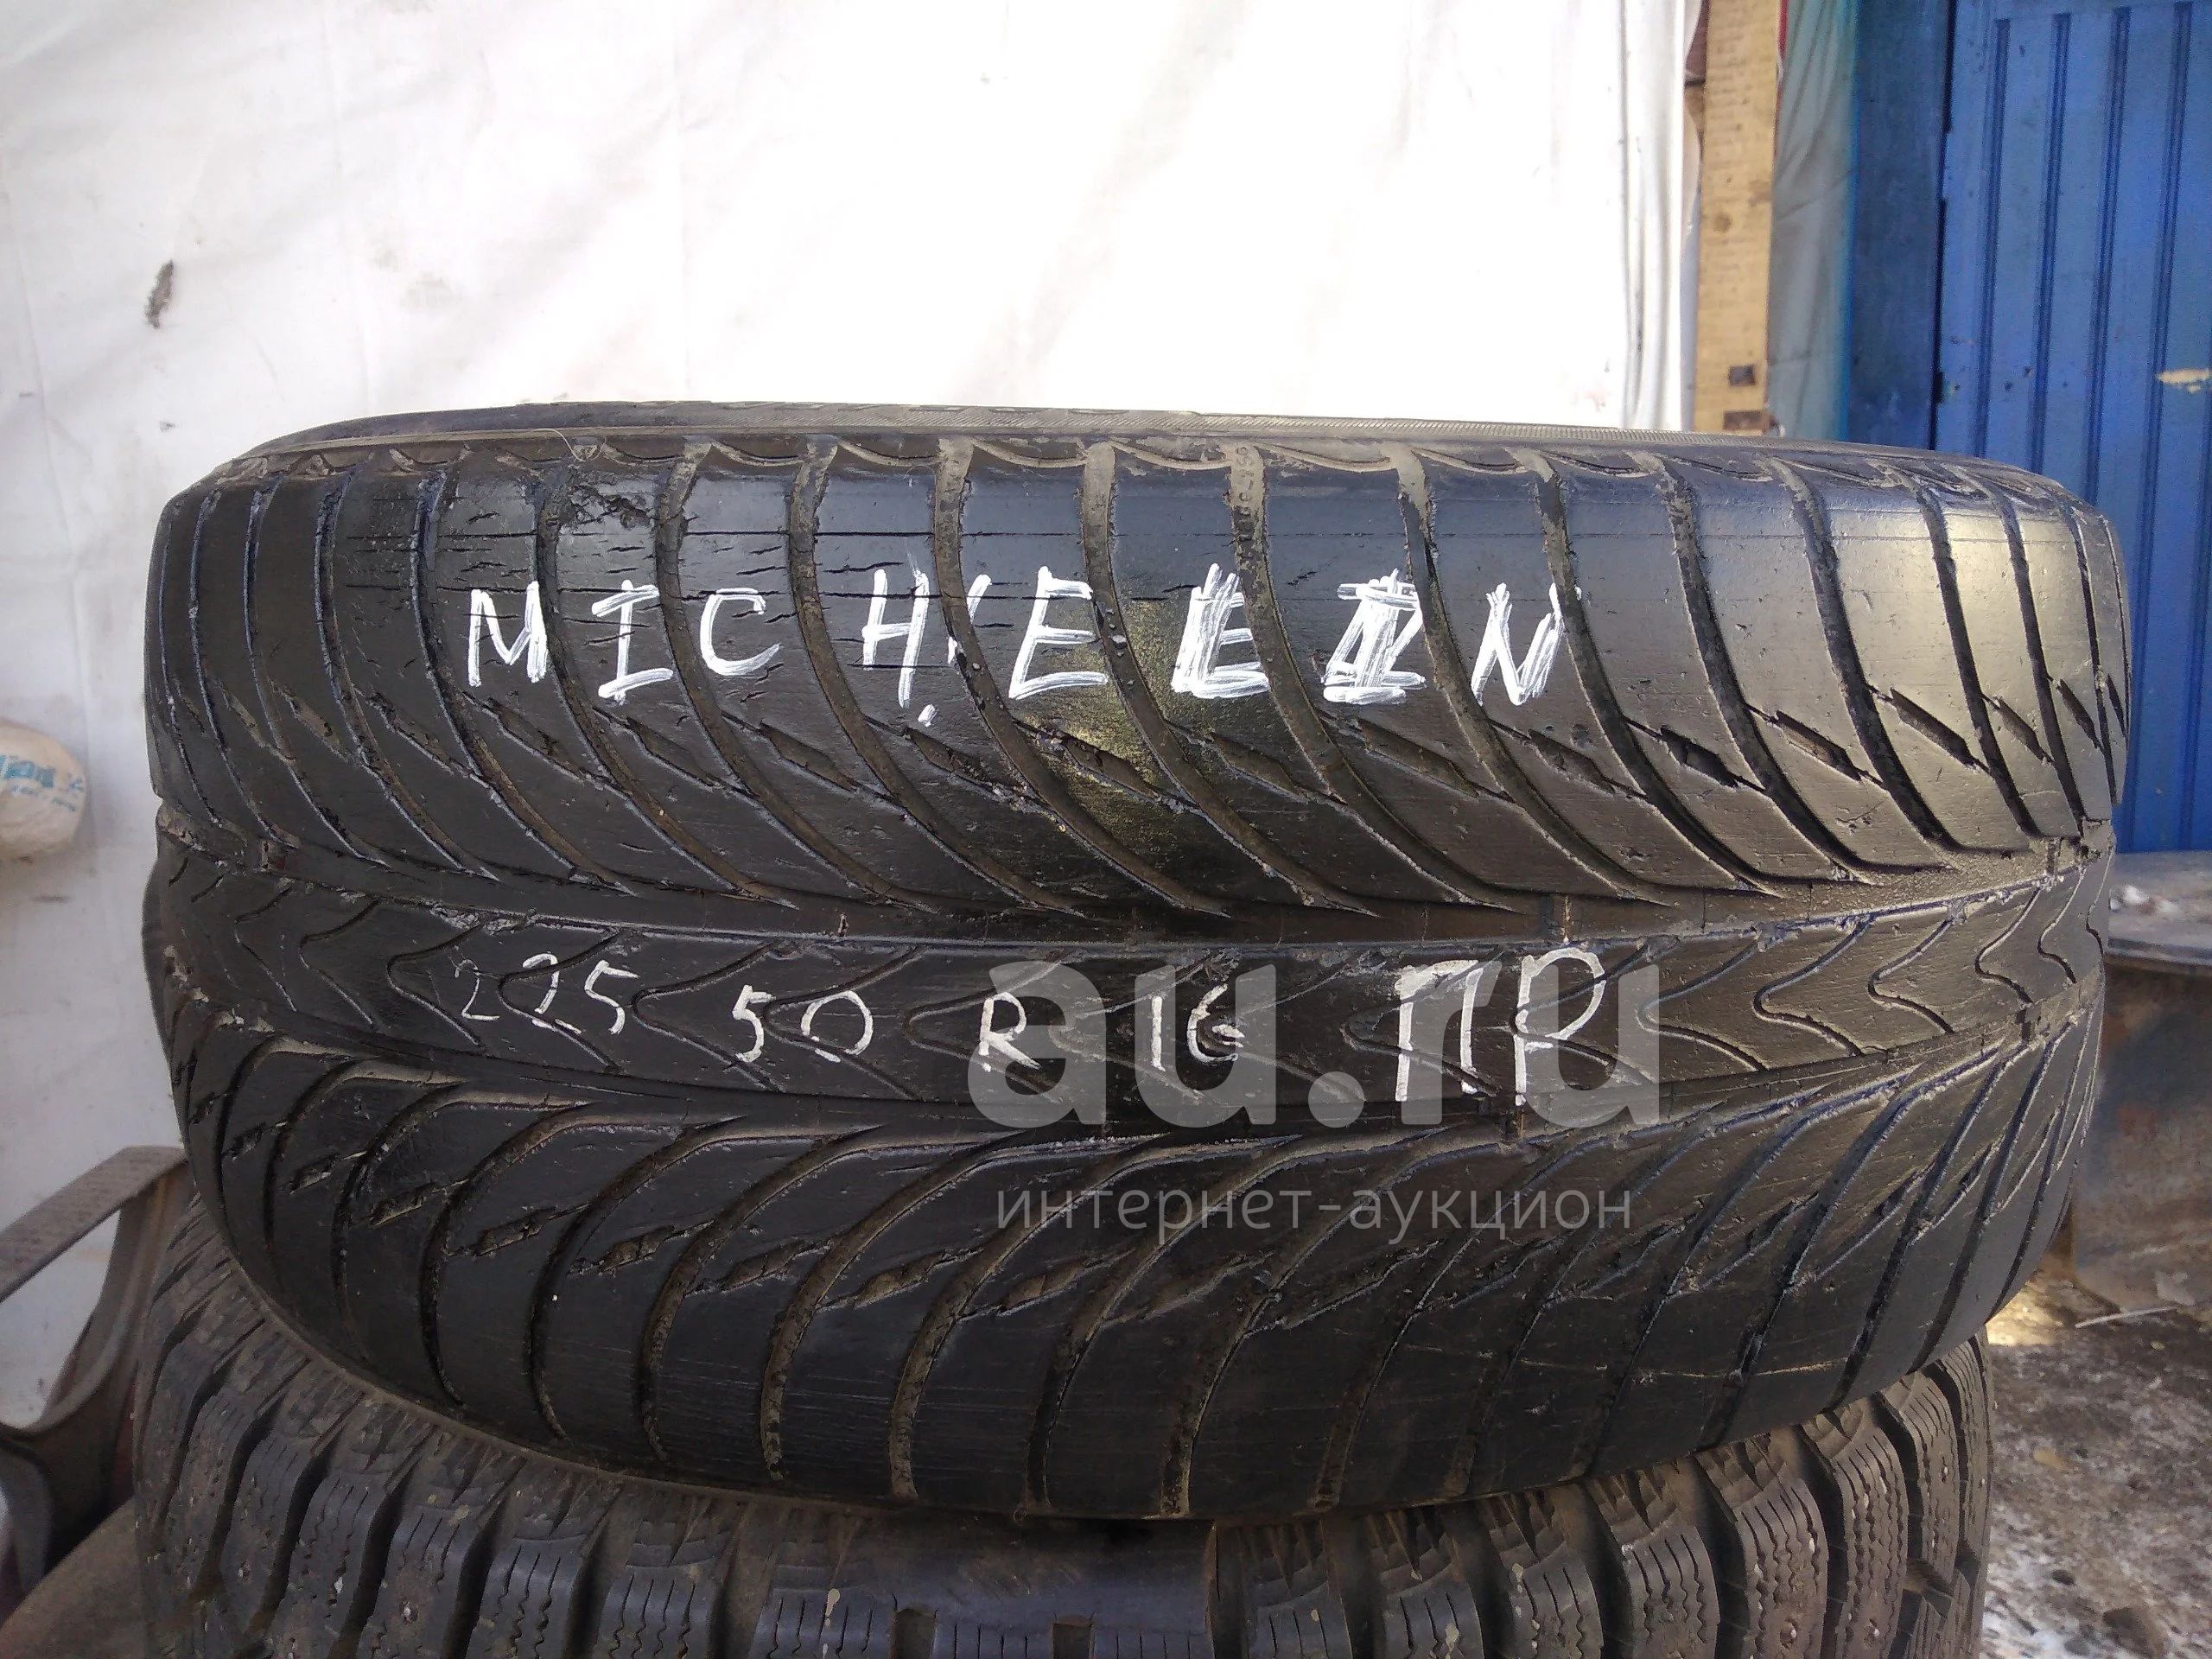 MICHELIN
225 50 R 16 ПР
au.ru
интернет-аукцион